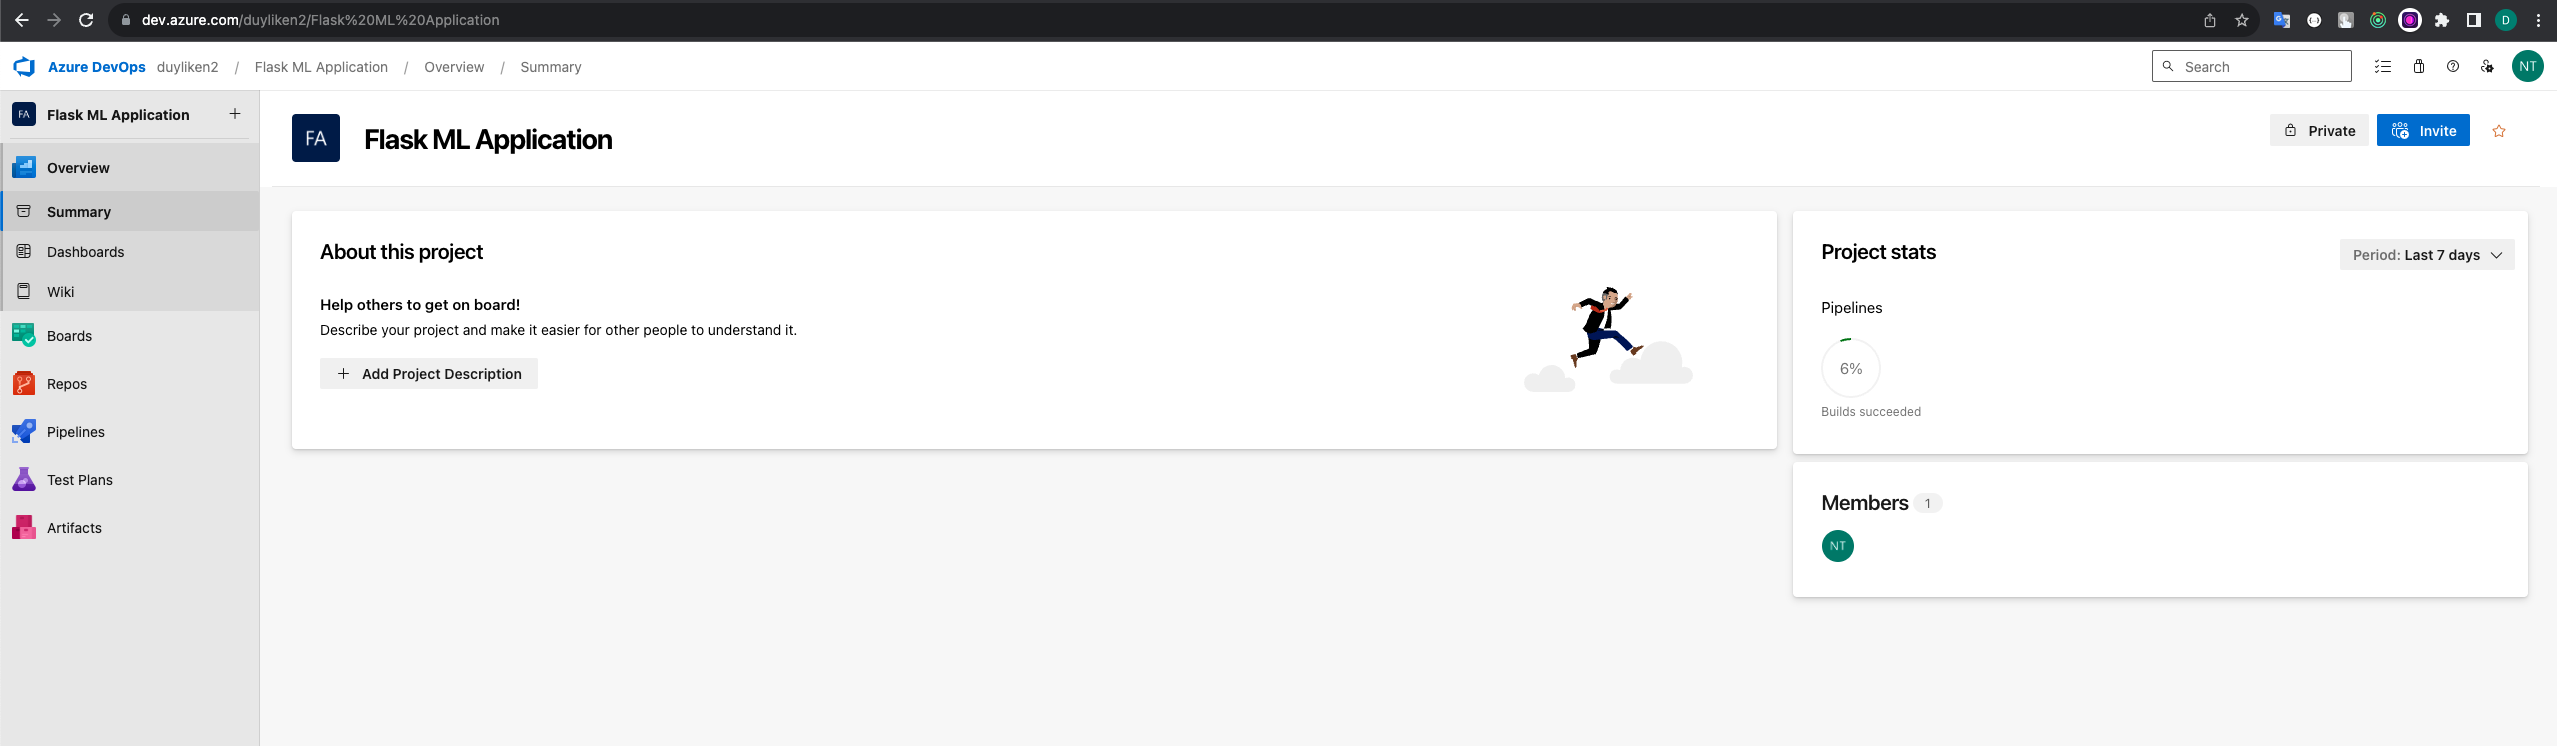 dev.azure.com/duyliken2/Flask%20ML%20Application
D
Azure DevOps duyliken2 / Flask ML Application / Overview / Summary
Search
NT
FA Flask ML Application
Overview
Summary
Dashboards
Wiki
Boards
Repos
Pipelines
Test Plans
Artifacts
FA Flask ML Application
Private
Invite
About this project
Help others to get on board!
Describe your project and make it easier for other people to understand it.
Add Project Description
Project stats
Period: Last 7 days
Pipelines
6%
Builds succeeded
Members 1
NT